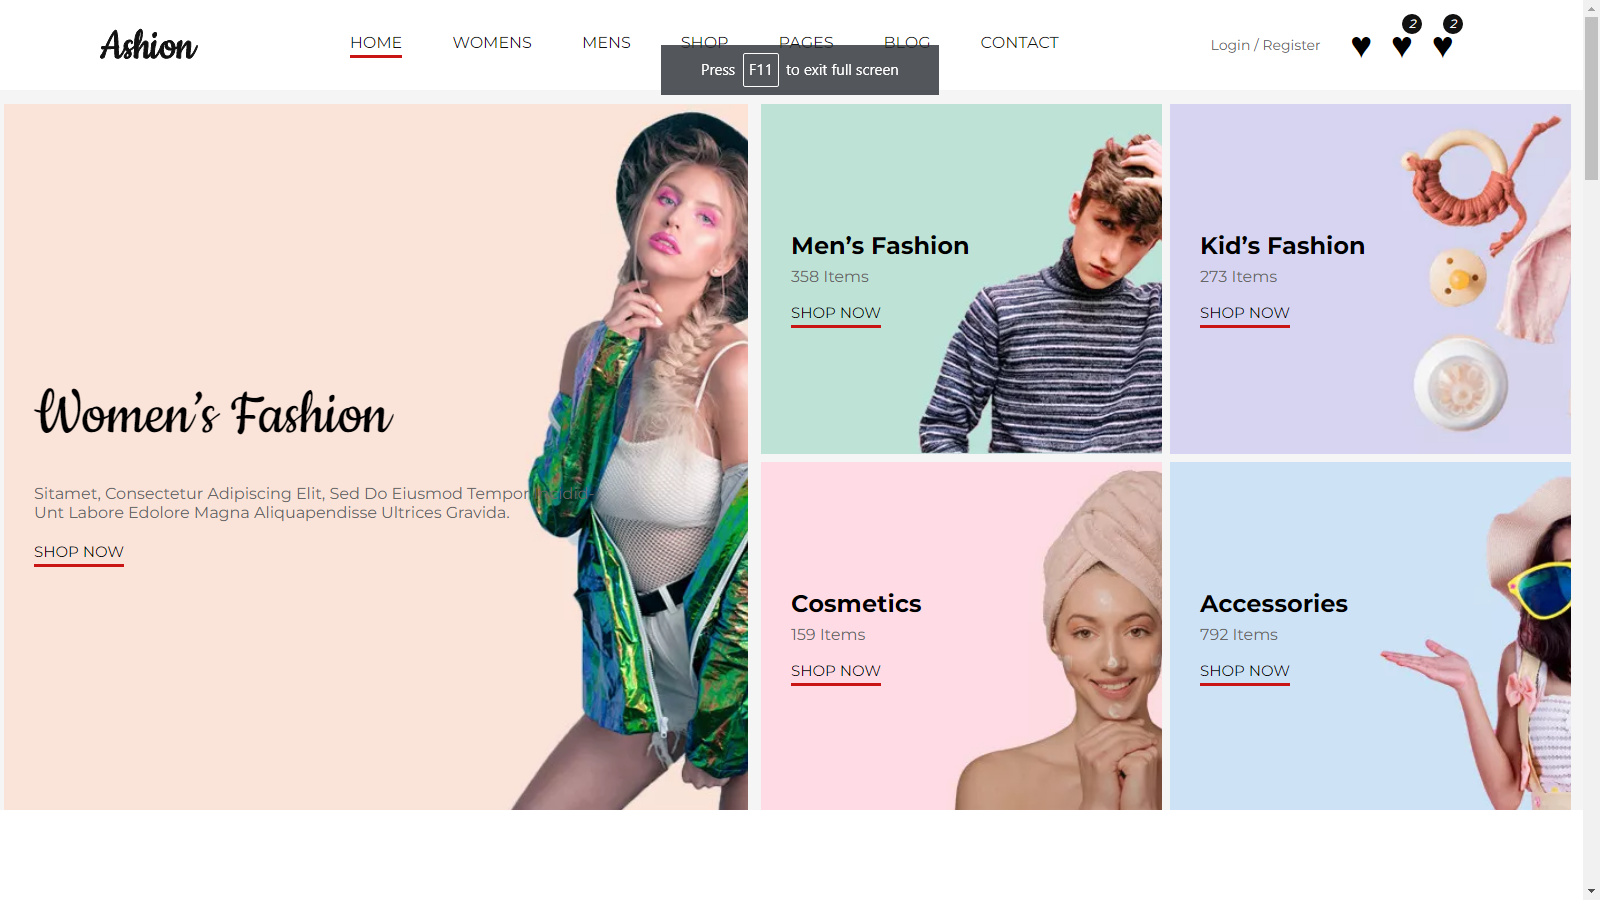 Ashion
HOME
WOMENS
MENS
SHOP
PAGES
BLOG
CONTACT
Login / Register
2
2
Press F11 to exit full screen
Women's Fashion
Sitamet, Consectetur Adipiscing Elit, Sed Do Eiusmod Tempor
Unt Labore Edolore Magna Aliquapendisse Ultrices Gravida.
SHOP NOW
Men’s Fashion
358 Items
SHOP NOW
Kid’s Fashion
273 Items
SHOP NOW
Cosmetics
159 Items
SHOP NOW
Accessories
792 Items
SHOP NOW